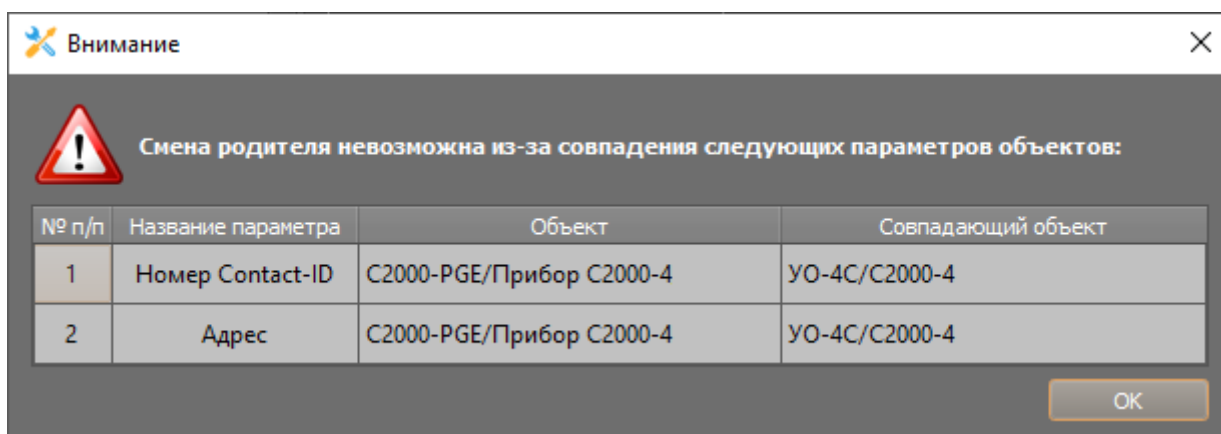 Внимание
Смена родителя невозможна из-за совпадения следующих параметров объектов:
№ п/п Название параметра Объект Совпадающий объект
1 Номер Contact-ID С2000-PGE/Прибор С2000-4 УО-4С/С2000-4
2 Адрес С2000-PGE/Прибор С2000-4 УО-4С/С2000-4
OK